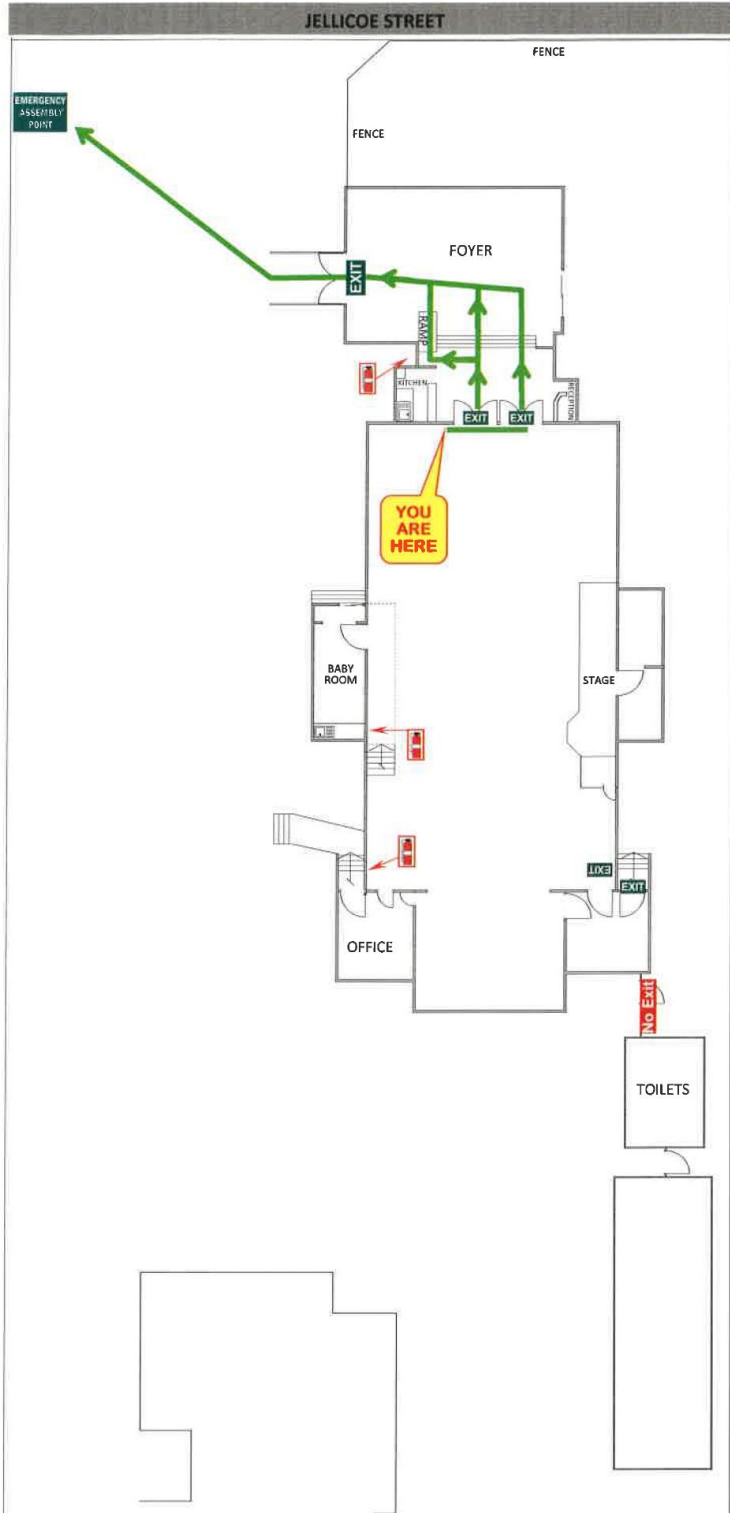 JELLICOE STREET
FENCE
EMERGENCY
ASSEMBLY
POINT
FENCE
FOYER
EXIT
RAMP
KITCHEN
RECEPTION
EXIT
EXIT
YOU
ARE
HERE
BABY
ROOM
STAGE
EXIT
EXIT
OFFICE
No Exit
TOILETS